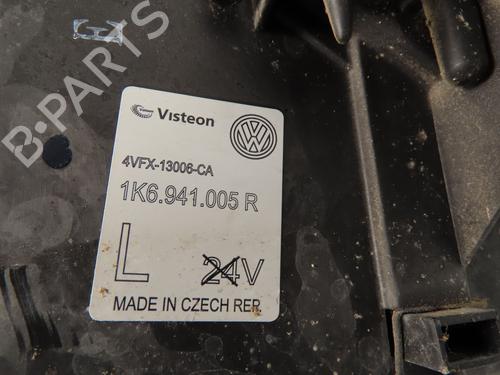 Visteon
4VFX-13006-CA
1K6.941.005 R
L 24V
MADE IN CZECH REP.
B-PARTS